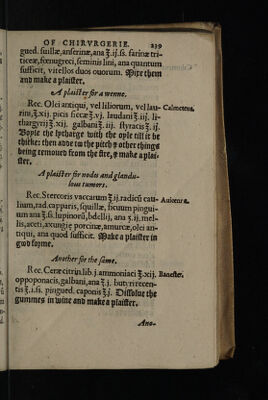 OF CHIRVRGERIE. 239
gued. suillæ, anserinæ, ana ℥.ij.ss. farinæ tri-
ticeæ, fœnugreci, seminis lini, ana quantum
sufficit, vitellos duos ouorum. Mixe them
and make a plaister.
A plaister for a wenne.
Rec. Olei antiqui, vel liliorum, vel lau- Calmeteus.
rini, ℥.xij. picis siccæ ℥.vj. laudani ℥.iij. li-
thargyrij ℥.xij. galbani ℥.iij. styracis ℥.ij.
Boyle the lytharge with the oyle till it be
thicke: then adde to the pitch & other things
being remoued from the fire, & make a plai-
ster.
A plaister for nodes and glandu-
lous tumors.
Rec. Stercoris vaccarum ℥ ij. radicū cau-
lium, rad. capparis, squillæ, ficuum pinguiu-
um ana ℥.ss. lupinorū, bdellij, ana ℥.ij. mel-
lis, aceti, axungiæ porcinæ, amurcæ, olei an-
tiqui, ana quod sufficit. Make a plaister in
good forme.
Another for the same.
Rec. Ceræ citrin. lib. j. ammoniaci ℥.xij.
oppoponacis, galbani, ana ℥.j. butyri recen-
tis ℥.i.ss. pingued. caponis ℥.j. Dissolue the
gummes in wine and make a plaister.
Ano-